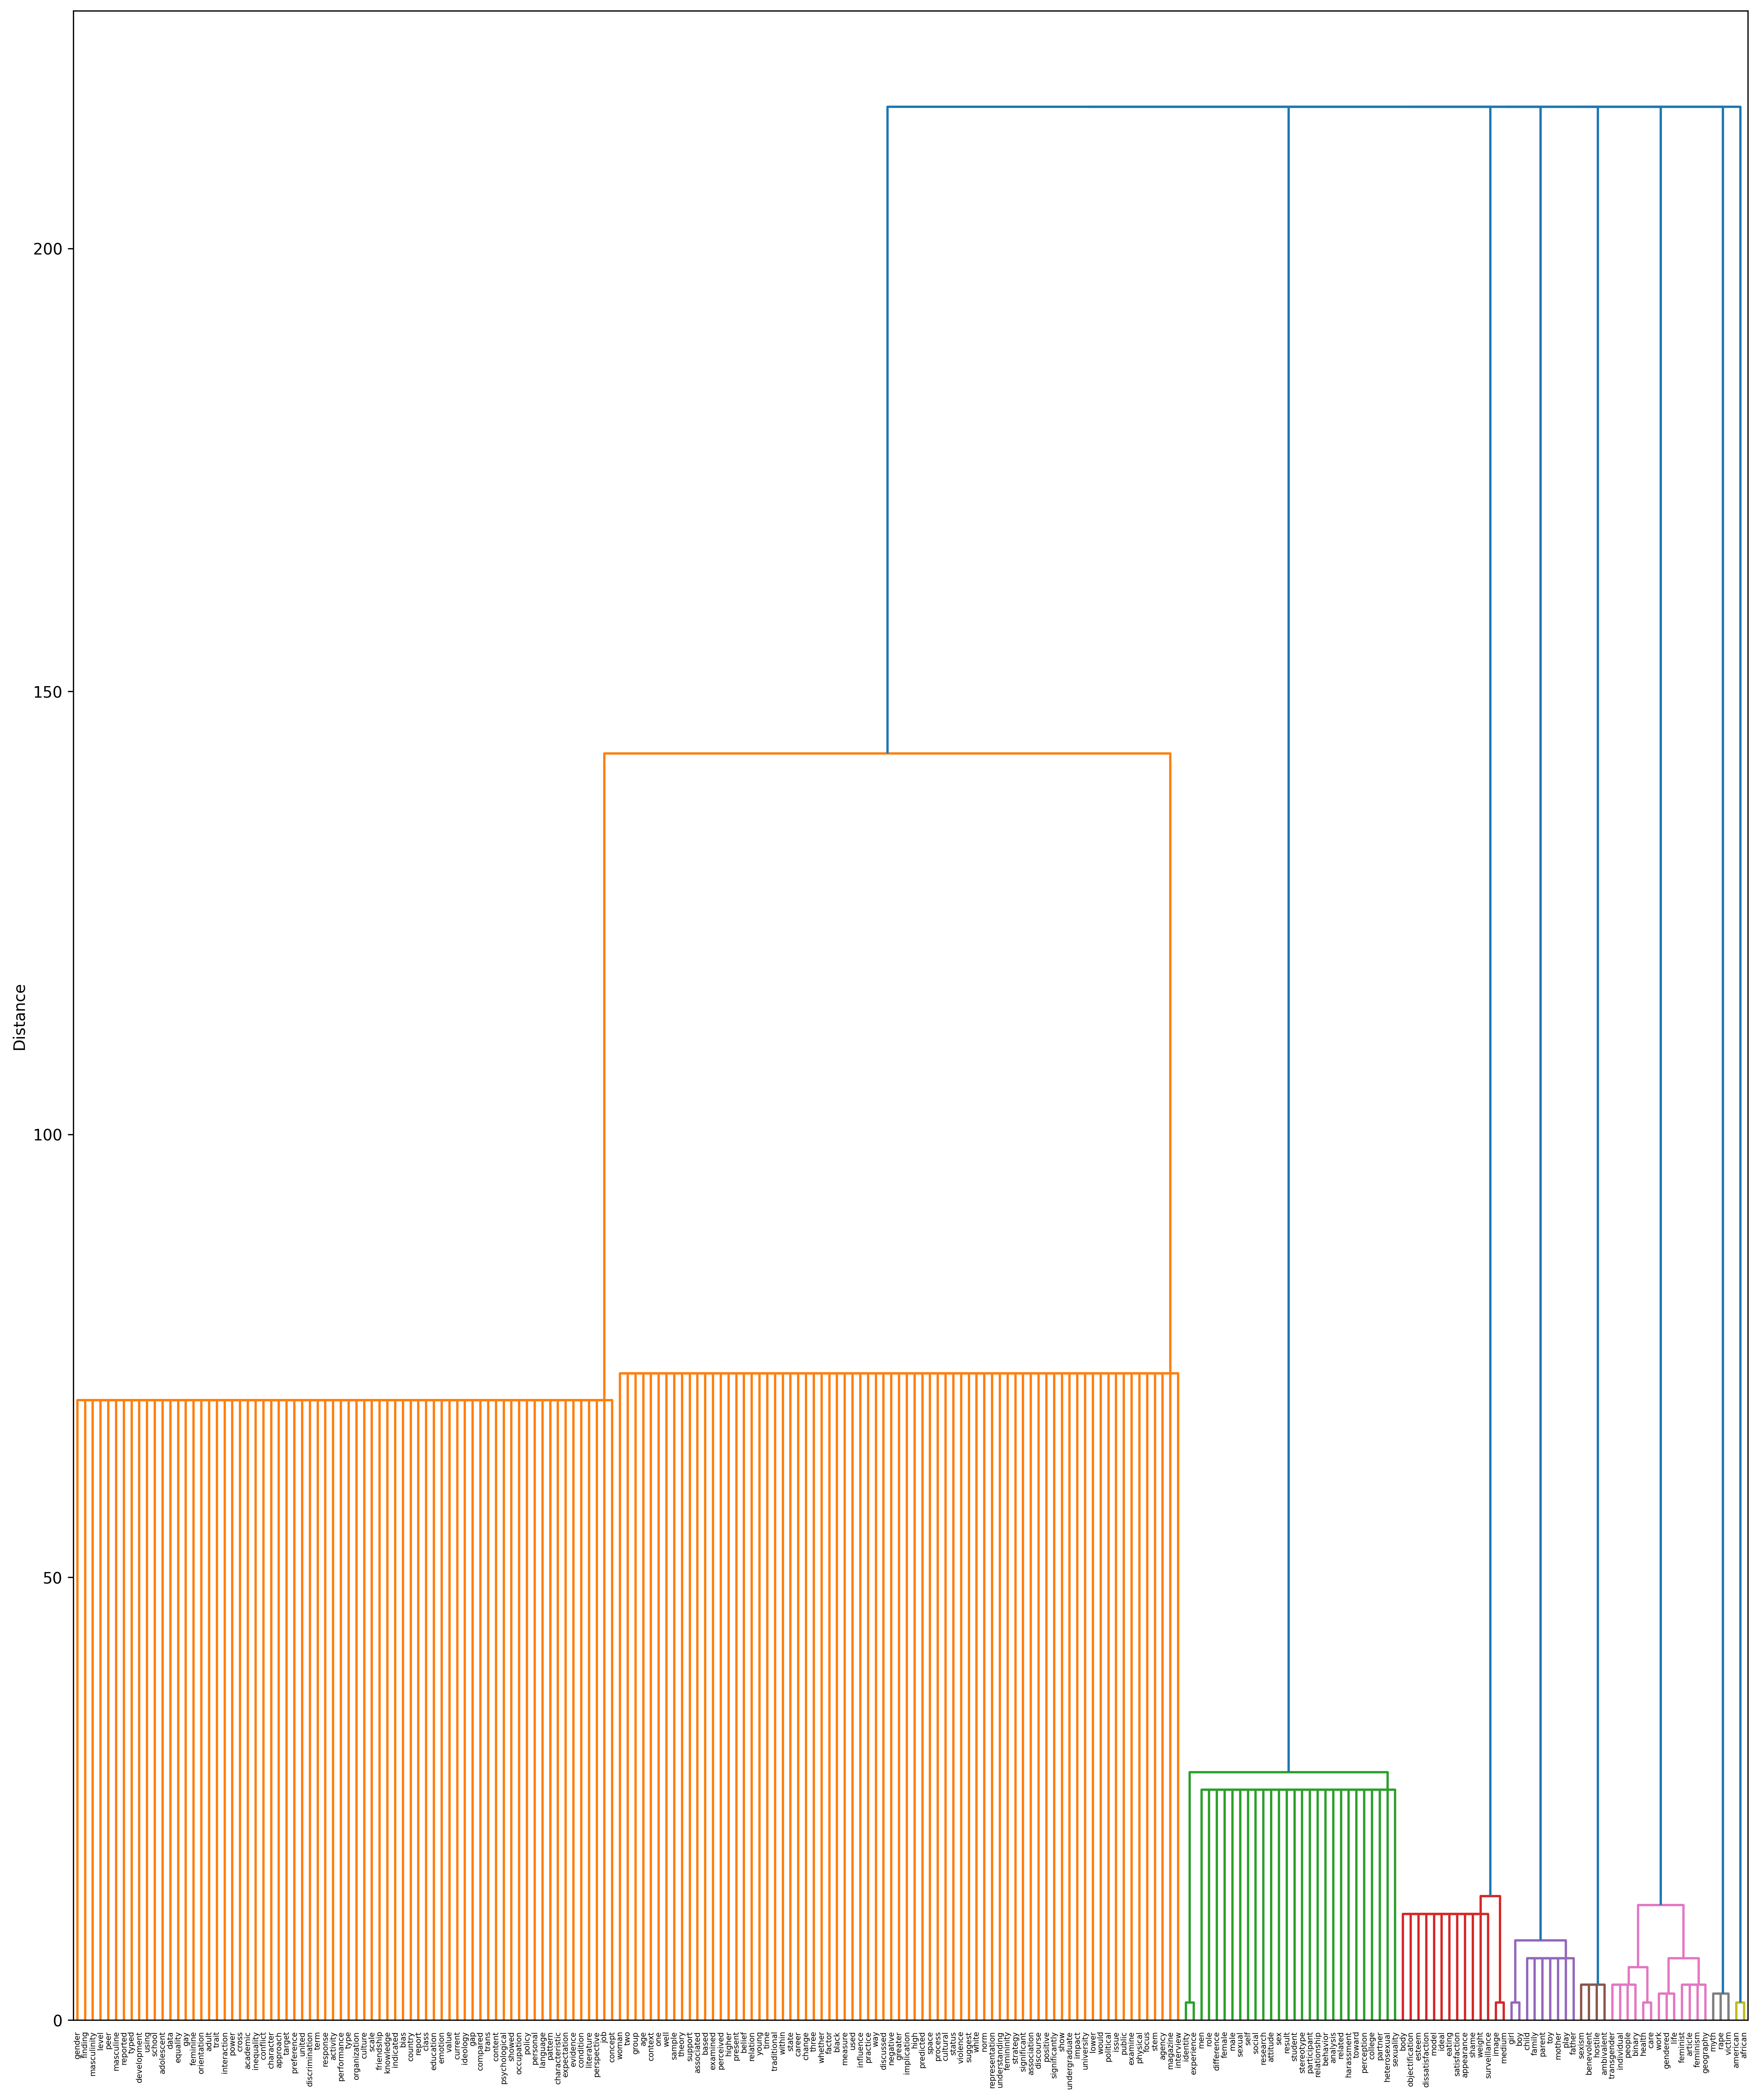 200
150
100
50
0
Distance
gender
finding
masculinity
level
peer
masculine
reported
typed
development
using
school
adolescent
data
equality
gay
feminine
orientation
adult
trait
interaction
power
cross
academic
inequality
conflict
character
approach
target
preference
united
discrimination
term
response
activity
performance
type
organization
culture
scale
friendship
knowledge
indicated
bias
country
report
class
education
emotion
value
current
ideology
gap
compared
trans
content
psychological
showed
occupation
policy
personal
language
pattern
characteristic
expectation
evidence
condition
literature
perspective
job
concept
woman
two
group
age
context
one
well
sample
theory
support
associated
based
examined
perceived
higher
present
belief
relation
young
time
traditional
within
state
career
change
three
whether
factor
black
measure
used
influence
practice
way
discussed
negative
greater
implication
high
predicted
space
process
cultural
status
violence
suggest
white
norm
representation
understanding
femininity
strategy
significant
association
discourse
positive
significantly
show
undergraduate
impact
university
lower
would
political
issue
public
examine
physical
focus
stem
agency
magazine
interview
identity
experience
men
role
difference
female
male
sexual
self
social
research
attitude
sex
result
student
stereotype
participant
relationship
behavior
analysis
related
harassment
toward
perception
college
partner
heterosexual
sexuality
body
objectification
esteem
dissatisfaction
model
ideal
eating
satisfaction
appearance
shame
weight
surveillance
image
medium
girl
boy
child
family
parent
toy
mother
play
father
sexism
benevolent
hostile
ambivalent
transgender
individual
people
binary
health
care
work
gendered
life
feminist
article
feminism
geography
myth
rape
victim
american
african